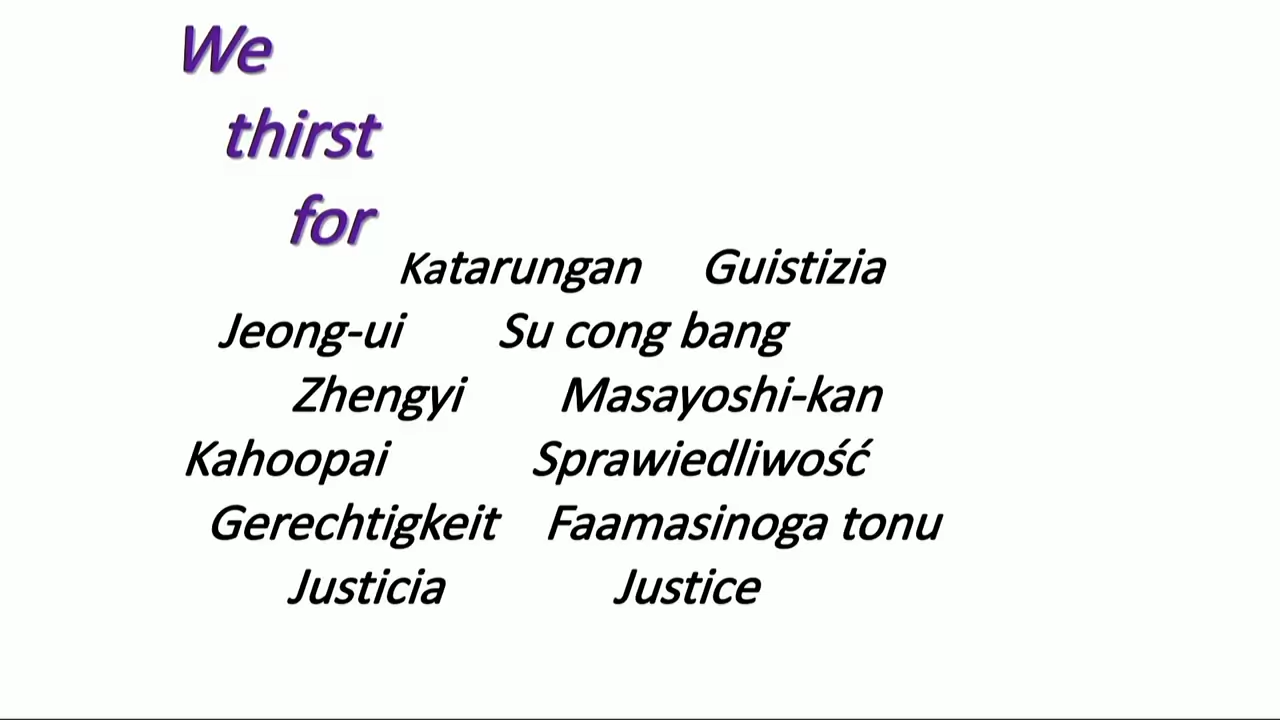 We
thirst
for
Katarungan Guistizia
Jeong-ui Su cong bang
Zhengyi Masayoshi-kan
Kahoopai Sprawiedliwość
Gerechtigkeit Faamasinoga tonu
Justicia Justice